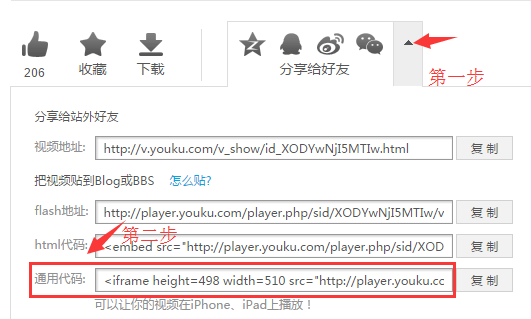 206
收藏
下载
分享给好友
第一步
分享给站外好友
视频地址: http://v.youku.com/v_show/id_XODYwNjI5MTIw.html 复 制
把视频贴到Blog或BBS 怎么贴?
flash地址: http://player.youku.com/player.php/sid/XODYwNjI5MTIw/v 复 制
第二步
html代码: <embed src="http://player.youku.com/player.php/sid/XOD 复 制
通用代码: <iframe height=498 width=510 src="http://player.youku.cc 复 制
可以让你的视频在iPhone、iPad上播放！